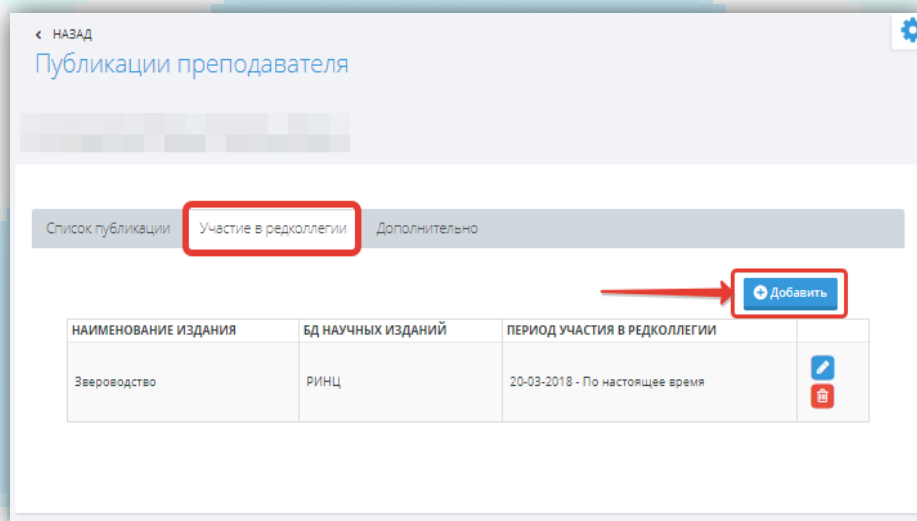 НАЗАД
Публикации преподавателя
Список публикации Участие в редколлегии Дополнительно
Добавить
НАИМЕНОВАНИЕ ИЗДАНИЯ БД НАУЧНЫХ ИЗДАНИЙ ПЕРИОД УЧАСТИЯ В РЕДКОЛЛЕГИИ
Звероводство РИНЦ 20-03-2018 - По настоящее время